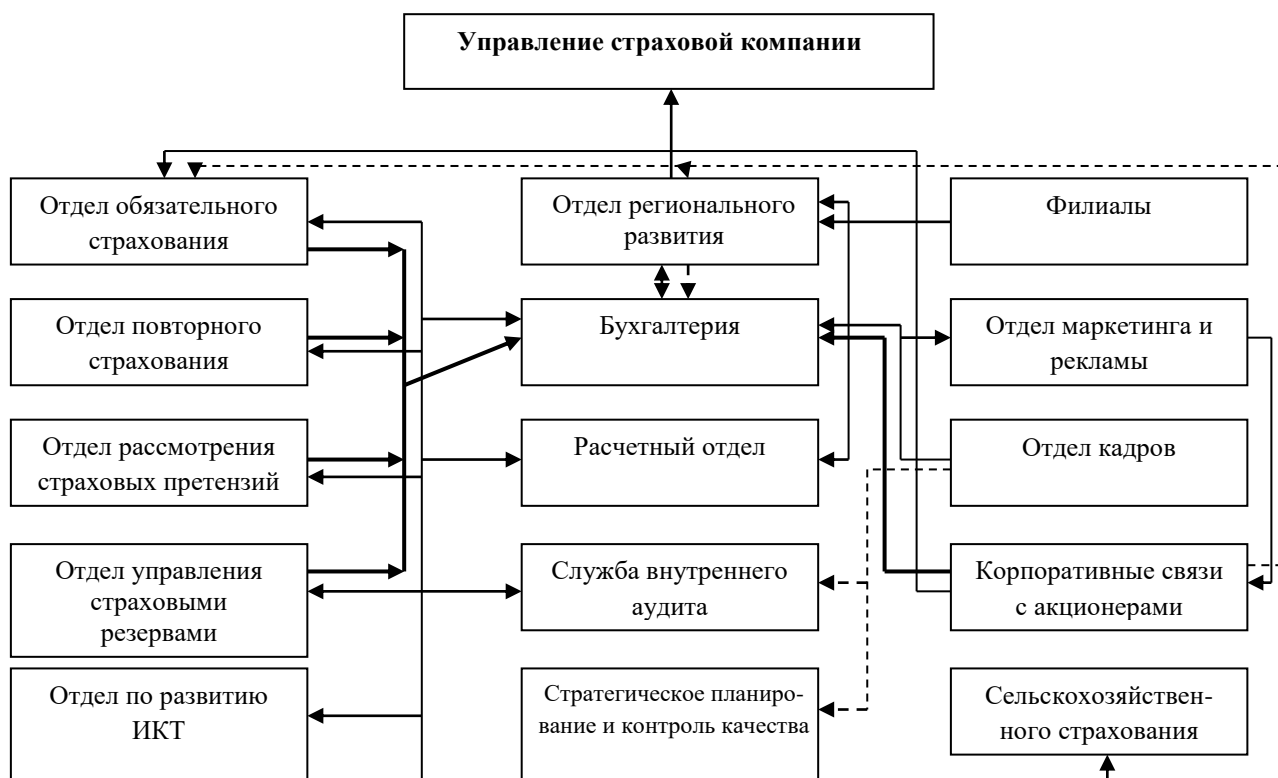 Управление страховой компании
Отдел обязательного
страхования
Отдел регионального
развития
Филиалы
Отдел повторного
страхования
Бухгалтерия
Отдел маркетинга и
рекламы
Отдел рассмотрения
страховых претензий
Расчетный отдел
Отдел кадров
Отдел управления
страховыми
резервами
Служба внутреннего
аудита
Корпоративные связи
с акционерами
Отдел по развитию
ИКТ
Стратегическое планиро-
вание и контроль качества
Сельскохозяйствен-
ного страхования